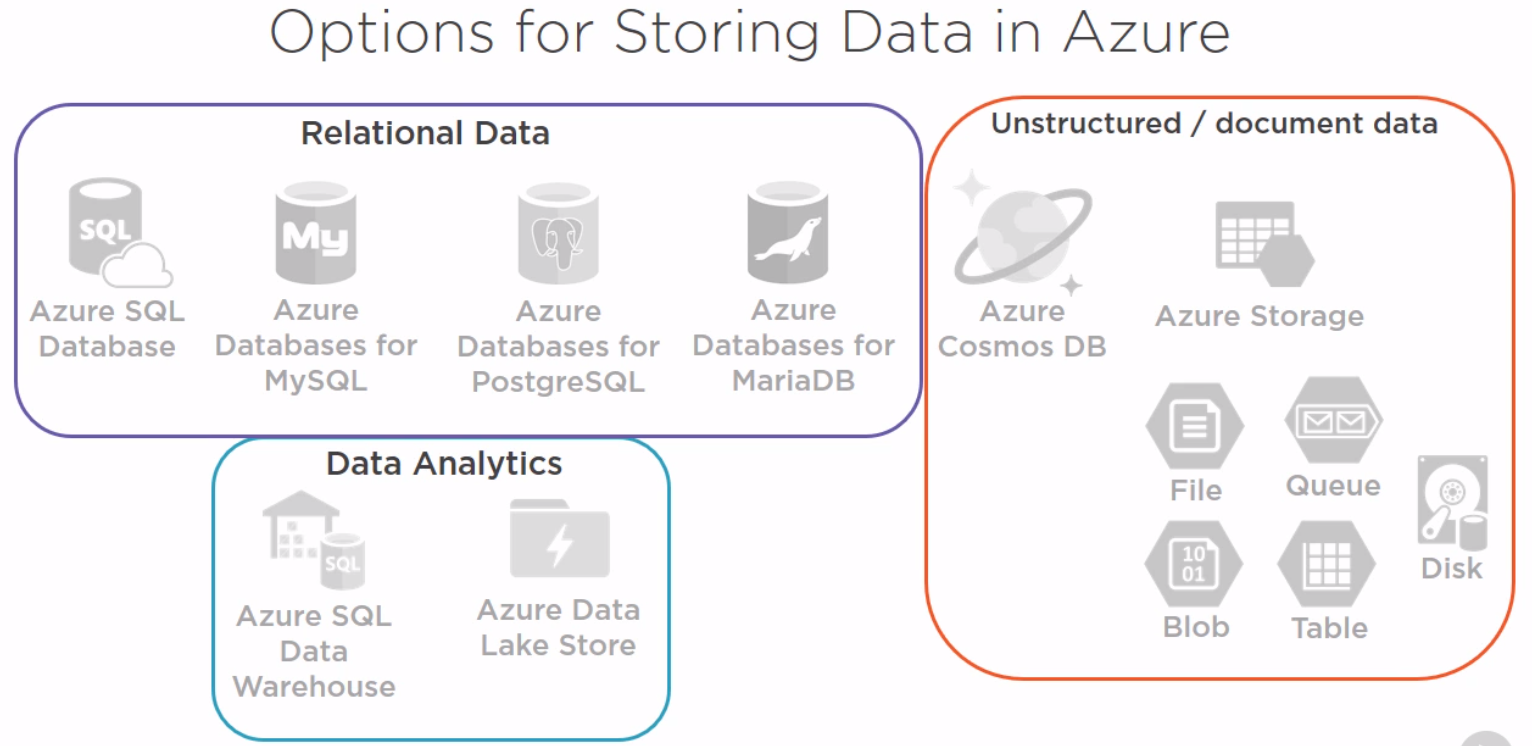 Options for Storing Data in Azure
Relational Data
SQL
Azure SQL
Database
My
Azure
Databases for
MySQL
Azure
Databases for
PostgreSQL
Azure
Databases for
MariaDB
Unstructured / document data
Azure
Cosmos DB
Azure Storage
File
Queue
10
01
Blob
Table
Disk
Data Analytics
SQL
Azure SQL
Data
Warehouse
Azure Data
Lake Store